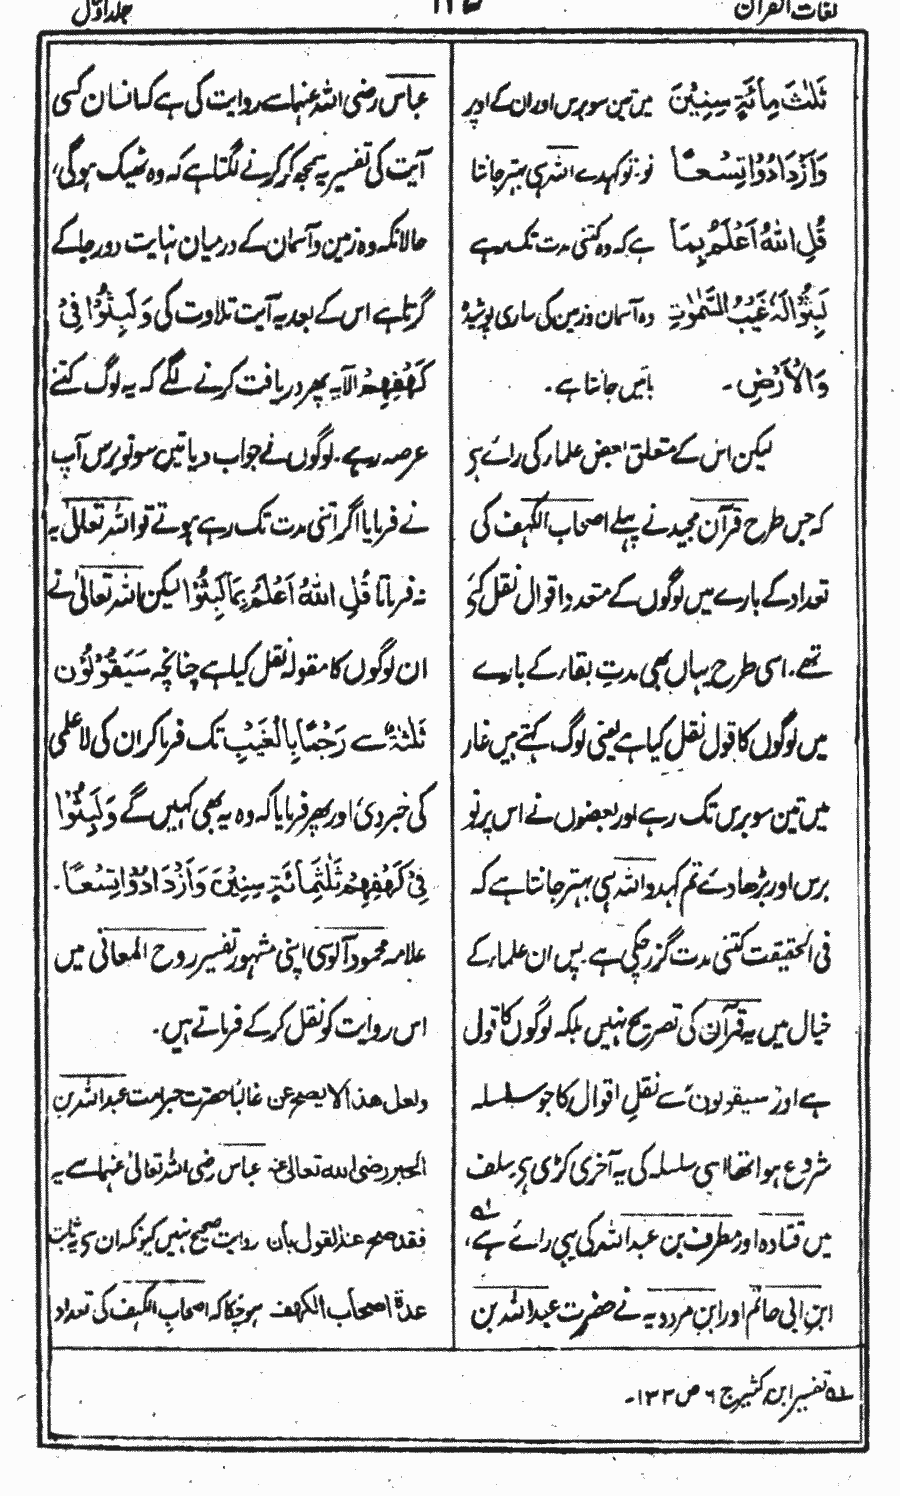 لغات القرآن
جلد اوّل
ثَلٰثَ مِائَةٍ سِنِيْنَ میں تین سو برس اور ان کے اوپر
وَازْدَادُوْا تِسْعًا نو۔ تو کہدے اللہ ہی بہتر جانتا
قُلِ اللهُ اَعْلَمُ بِمَا ہے کہ وہ کتنی مدت تک رہے
لَبِثُوْا لَهٗ غَيْبُ السَّمٰوٰتِ وہ آسمان و زمین کی ساری پوشیدہ
وَالْاَرْضِ ۔ باتیں جانتا ہے ۔
لیکن اس کے متعلق بعض علماء کی رائے ہے
کہ جس طرح قرآن مجید نے پہلے اصحاب الکہف کی
تعداد کے بارے میں لوگوں کے متعدد اقوال نقل کئے
تھے ۔ اسی طرح یہاں بھی مدتِ بقاء کے بارے
میں لوگوں کا قول نقل کیا ہے یعنی لوگ کہتے ہیں غار
میں تین سو برس تک رہے اور بعضوں نے اس پر نو
برس اور بڑھا دئے تم کہدو اللہ ہی بہتر جانتا ہے کہ
فی الحقیقت کتنی مدت گزر چکی ہے ۔ پس ان علماء کے
خیال میں یہ قرآن کی تصریح نہیں بلکہ لوگوں کا قول
ہے اور سیقولون سے نقلِ اقوال کا جو سلسلہ
شروع ہوا تھا اسی سلسلہ کی یہ آخری کڑی ہے۔ سلف
میں قتادہ اور مطرف بن عبداللہ کی یہی رائے ہے ؎۱،
ابن ابی حاتم اور ابن مردویہ نے حضرت عبداللہ بن
عباس رضی اللہ عنہما سے روایت کی ہے کہ انسان کسی
آیت کی تفسیر یہ سمجھ کر کرنے لگتا ہے کہ وہ ٹھیک ہوگی،
حالانکہ وہ زمین و آسمان کے درمیان نہایت دور جا کے
گرتا ہے اس کے بعد یہ آیت تلاوت کی وَلَبِثُوْا فِيْ
كَهْفِهِمْ الآیہ پھر دریافت کرنے لگے کہ یہ لوگ کتنے
عرصہ رہے ۔ لوگوں نے جواب دیا تین سو نو برس آپ
نے فرمایا اگر اتنی مدت تک رہے ہوتے تو اللہ تعالیٰ یہ
نہ فرماتا قُلِ اللهُ اَعْلَمُ بِمَا لَبِثُوْا لیکن اللہ تعالیٰ نے
ان لوگوں کا مقولہ نقل کیا ہے چنانچہ سَيَقُوْلُوْنَ
ثَلٰثَةٌ سے رَجْمًا بِالْغَيْبِ تک فرما کر ان کی لاعلمی
کی خبر دی اور پھر فرمایا کہ وہ یہ بھی کہیں گے وَلَبِثُوْا
فِيْ كَهْفِهِمْ ثَلٰثَمِائَةٍ سِنِيْنَ وَازْدَادُوْا تِسْعًا ۔
علامہ محمود آلوسی اپنی مشہور تفسیر روح المعانی میں
اس روایت کو نقل کر کے فرماتے ہیں ۔
ولعل هذا لا يصح عن غالباً حضرت حبر امت عبداللہ بن
الحبر رضی الله تعالیٰ عنه عباس رضی اللہ تعالیٰ عنہما سے یہ
فقد صح عند القول بان روایت صحیح نہیں کیونکہ ان ہی سے ثابت
عدة اصحاب الكهف ہو چکا کہ اصحاب الکہف کی تعداد
؎۱ تفسیر ابن کثیر ج ۶ ص ۱۳۳ ۔